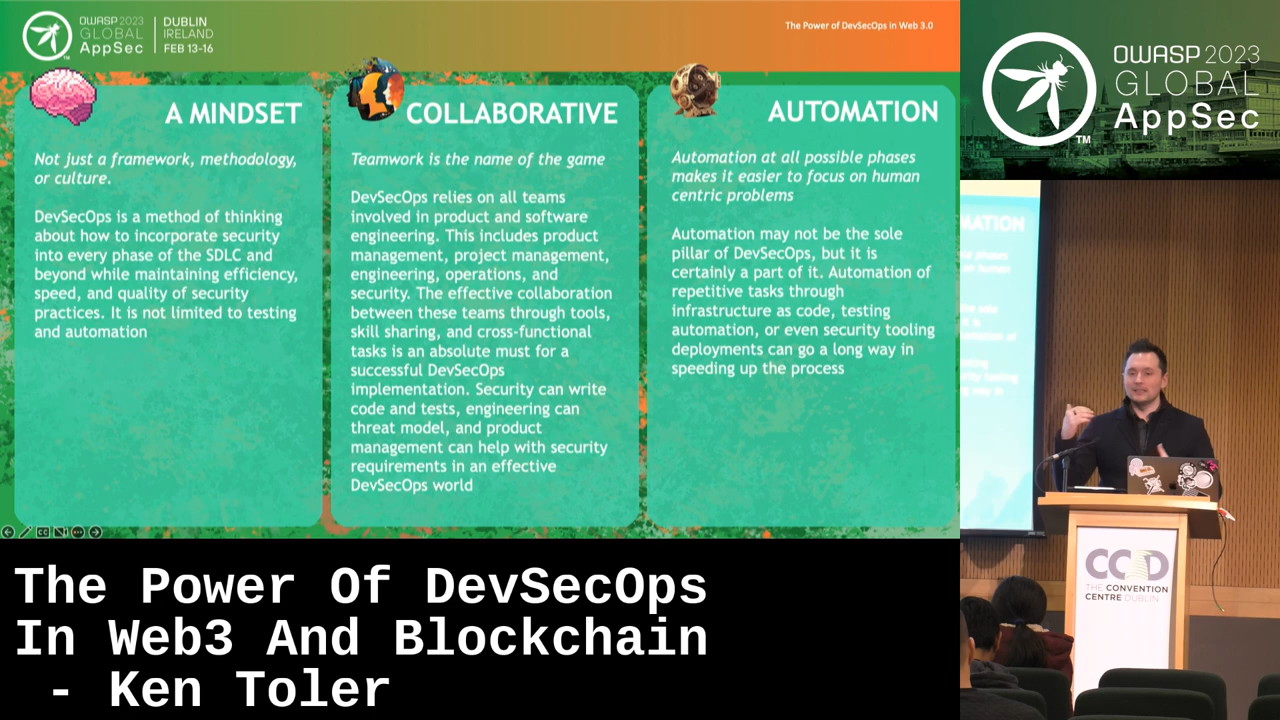 OWASP 2023
GLOBAL
AppSec
DUBLIN
IRELAND
FEB 13-16
The Power of DevSecOps in Web 3.0
A MINDSET
Not just a framework, methodology,
or culture.
DevSecOps is a method of thinking
about how to incorporate security
into every phase of the SDLC and
beyond while maintaining efficiency,
speed, and quality of security
practices. It is not limited to testing
and automation
COLLABORATIVE
Teamwork is the name of the game
DevSecOps relies on all teams
involved in product and software
engineering. This includes product
management, project management,
engineering, operations, and
security. The effective collaboration
between these teams through tools,
skill sharing, and cross-functional
tasks is an absolute must for a
successful DevSecOps
implementation. Security can write
code and tests, engineering can
threat model, and product
management can help with security
requirements in an effective
DevSecOps world
AUTOMATION
Automation at all possible phases
makes it easier to focus on human
centric problems
Automation may not be the sole
pillar of DevSecOps, but it is
certainly a part of it. Automation of
repetitive tasks through
infrastructure as code, testing
automation, or even security tooling
deployments can go a long way in
speeding up the process
OWASP 2023
GLOBAL
AppSec
TM
MATION
CCD
THE CONVENTION
CENTRE DUBLIN
The Power Of DevSecOps
In Web3 And Blockchain
- Ken Toler